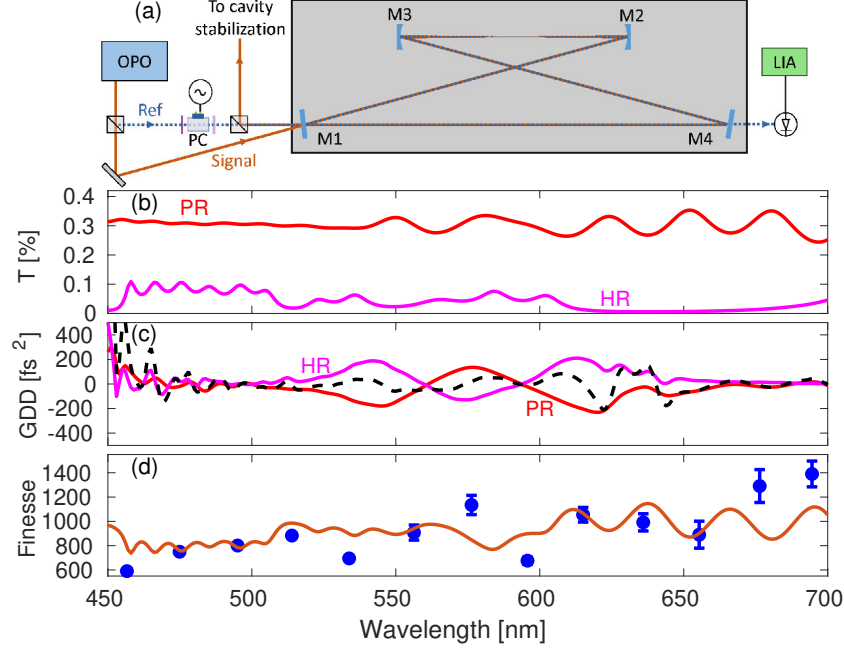 (a)
To cavity
stabilization
OPO
Ref
PC
Signal
M3
M2
M1
M4
LIA
(b)
PR
HR
T [%]
0.4
0.3
0.2
0.1
0
(c)
HR
PR
GDD [fs 2]
400
200
0
-200
-400
(d)
Finesse
1400
1200
1000
800
600
450 500 550 600 650 700
Wavelength [nm]